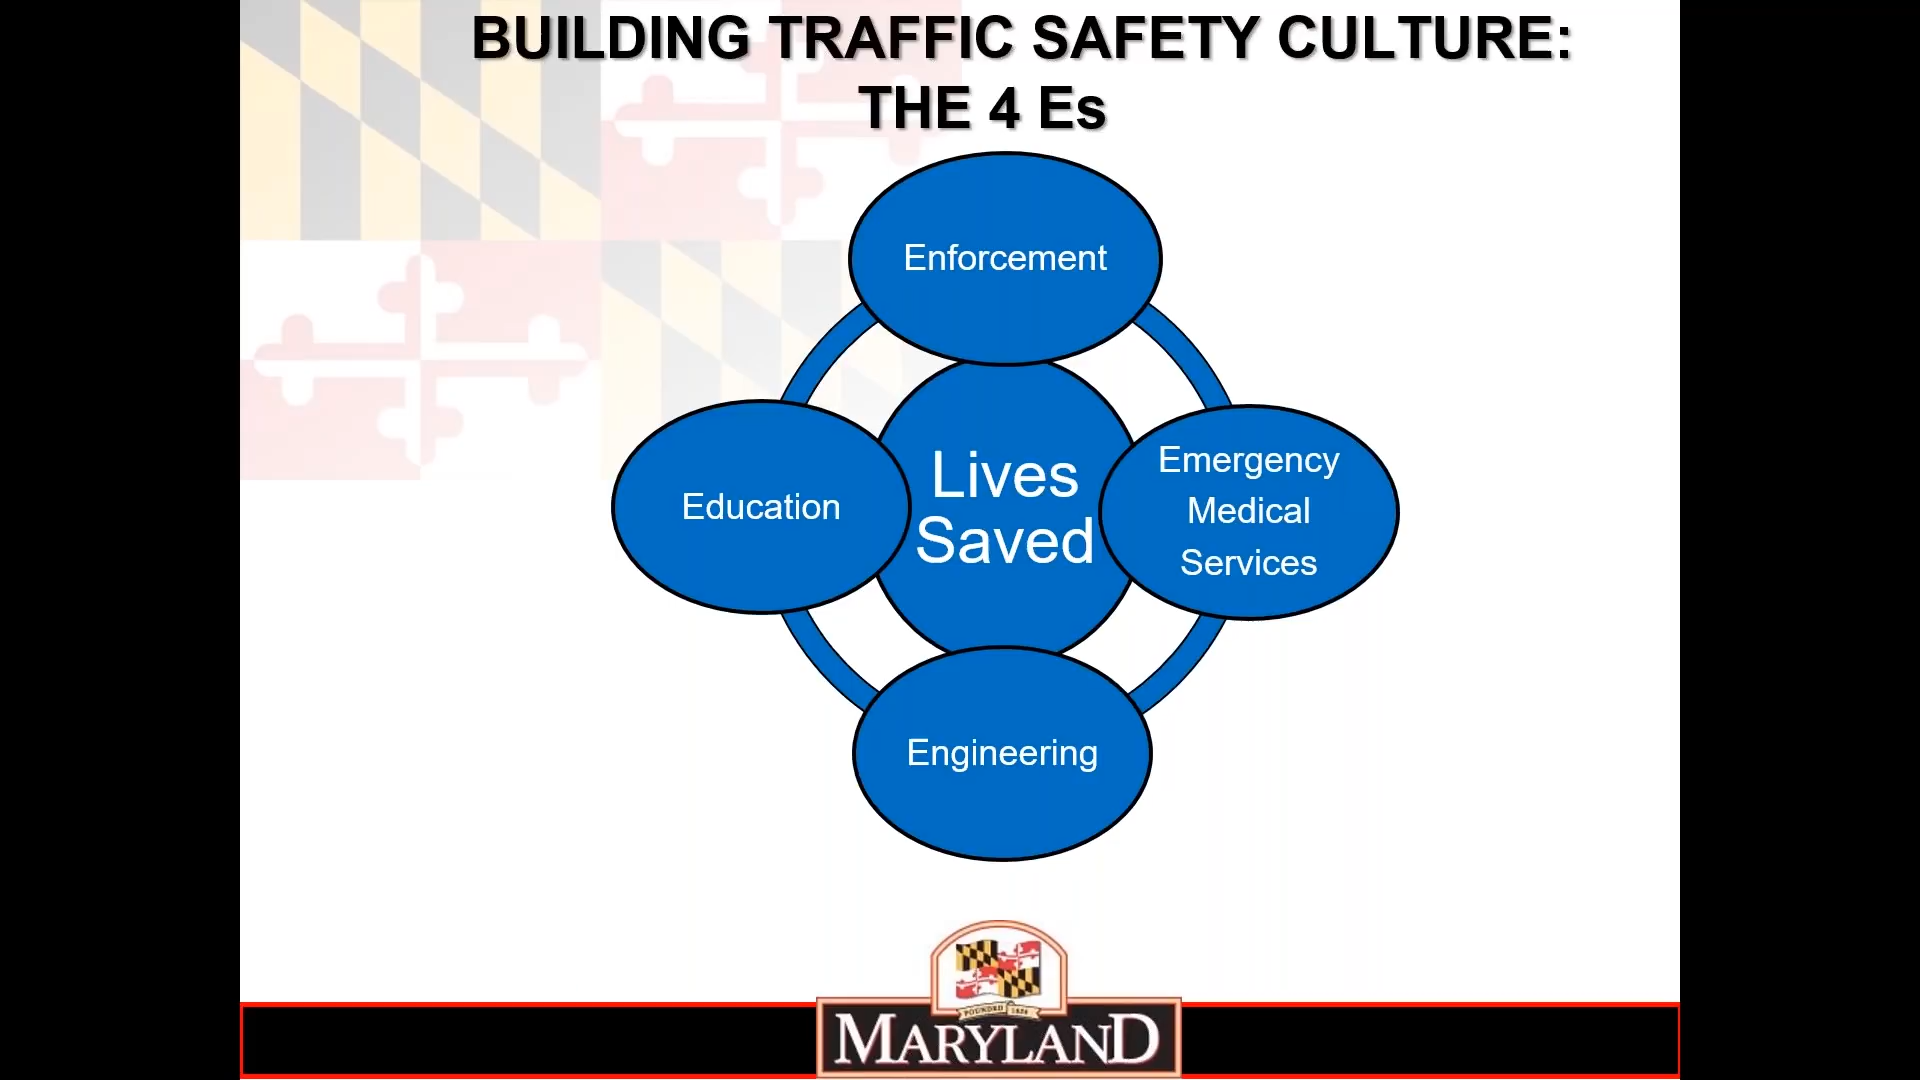 BUILDING TRAFFIC SAFETY CULTURE:
THE 4 Es
Enforcement
Education
Lives
Saved
Emergency
Medical
Services
Engineering
MARYLAND